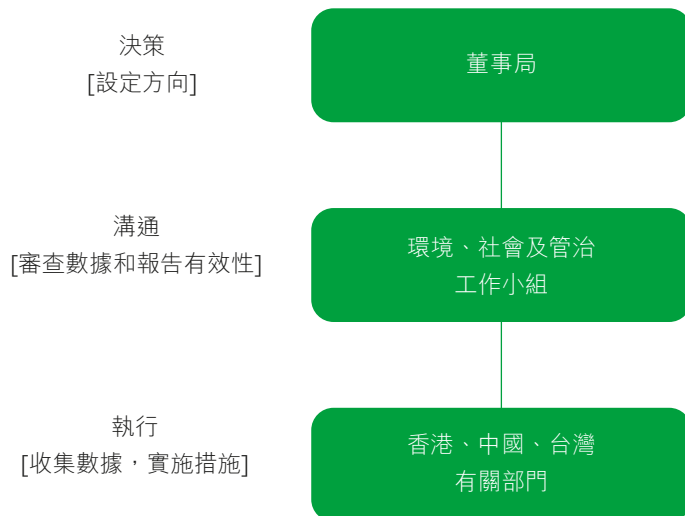 決策
[設定方向]
董事局
溝通
[審查數據和報告有效性]
環境、社會及管治
工作小組
執行
[收集數據，實施措施]
香港、中國、台灣
有關部門